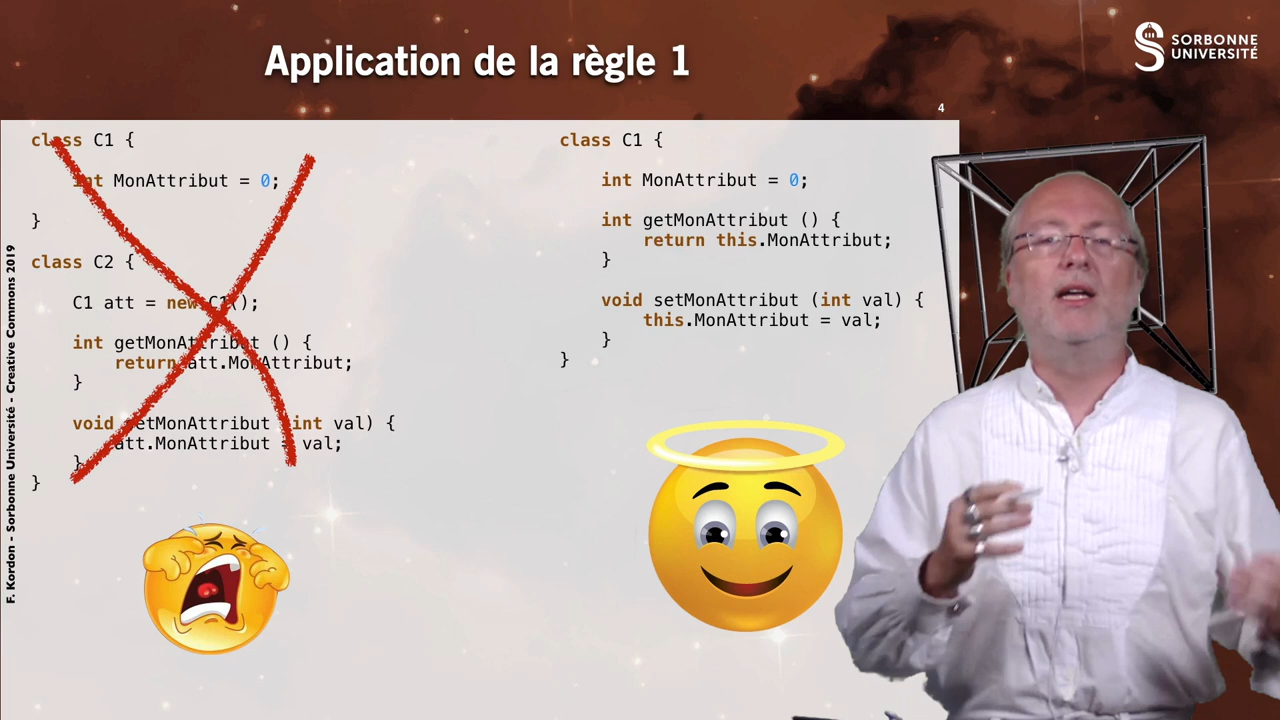 Application de la règle 1
SORBONNE
UNIVERSITÉ
4
class C1 {
int MonAttribut = 0;
}
class C2 {
C1 att = new C1();
int getMonAttribut () {
return att.MonAttribut;
}
void setMonAttribut (int val) {
att.MonAttribut = val;
}
}
class C1 {
int MonAttribut = 0;
int getMonAttribut () {
return this.MonAttribut;
}
void setMonAttribut (int val) {
this.MonAttribut = val;
}
}
F. Kordon - Sorbonne Université - Creative Commons 2019